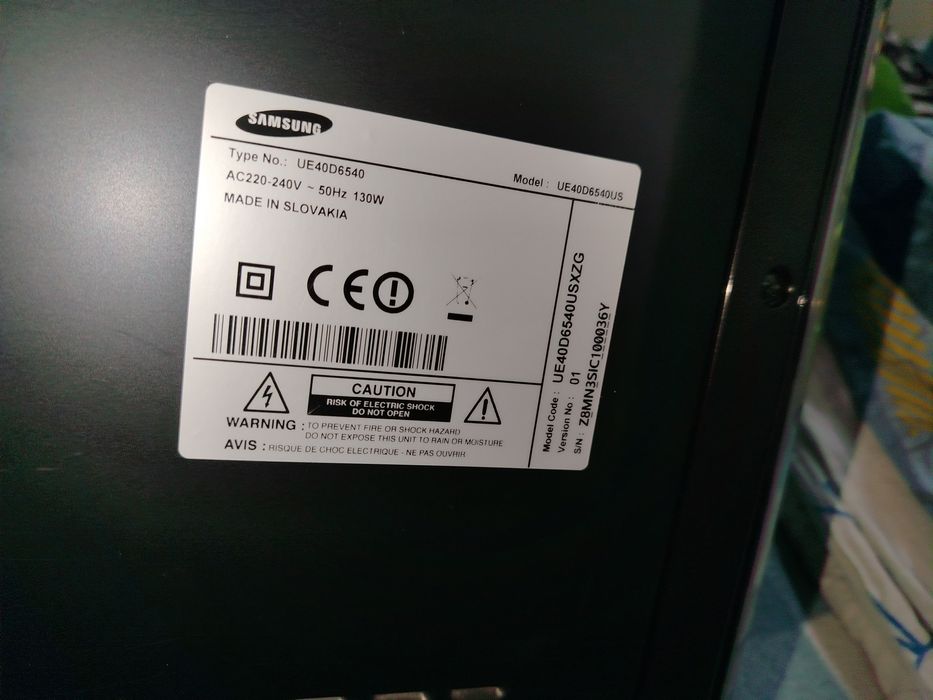 SAMSUNG
Type No.: UE40D6540
Model : UE40D6540US
AC220-240V ~ 50Hz 130W
MADE IN SLOVAKIA
CE
CAUTION
RISK OF ELECTRIC SHOCK
DO NOT OPEN
WARNING : TO PREVENT FIRE OR SHOCK HAZARD
DO NOT EXPOSE THIS UNIT TO RAIN OR MOISTURE
AVIS : RISQUE DE CHOC ELECTRIQUE - NE PAS OUVRIR
Model Code : UE40D6540USXZG
Version No : 01
S/N : Z8MN3SIC100036Y